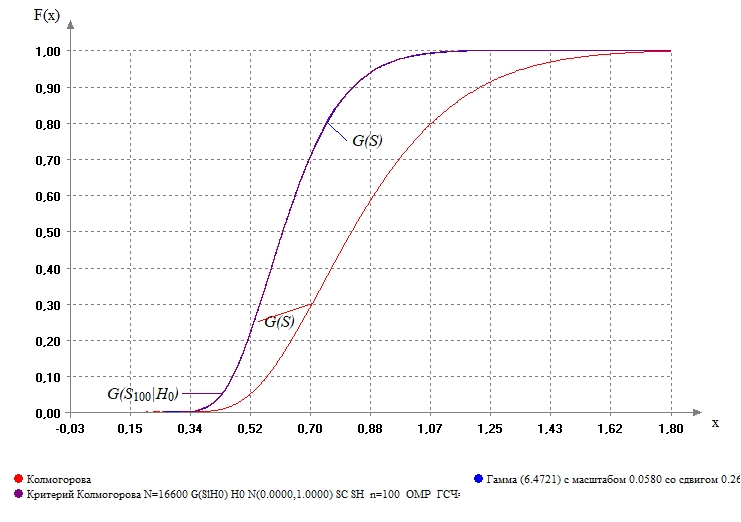 F(x)
1,00
0,90
0,80
G(S)
0,70
0,60
0,50
0,40
0,30
G(S)
0,20
0,10
G(S₁₀₀|H₀)
0,00
-0,03 0,15 0,34 0,52 0,70 0,88 1,07 1,25 1,43 1,62 1,80
x
Колмогорова
Гамма (6.4721) с масштабом 0.0580 со сдвигом 0.26
Критерий Колмогорова N=16600 G(S|H0) H0 N(0.0000,1.0000) SC SH n=100 ОМР ГСЧ